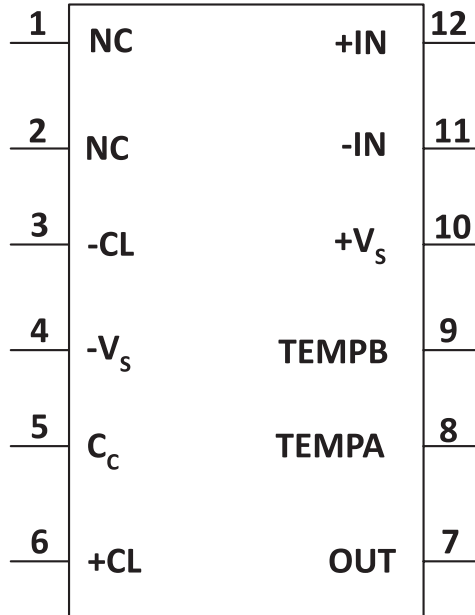 1 NC +IN 12
2 NC -IN 11
3 -CL +VS 10
4 -VS TEMPB 9
5 CC TEMPA 8
6 +CL OUT 7